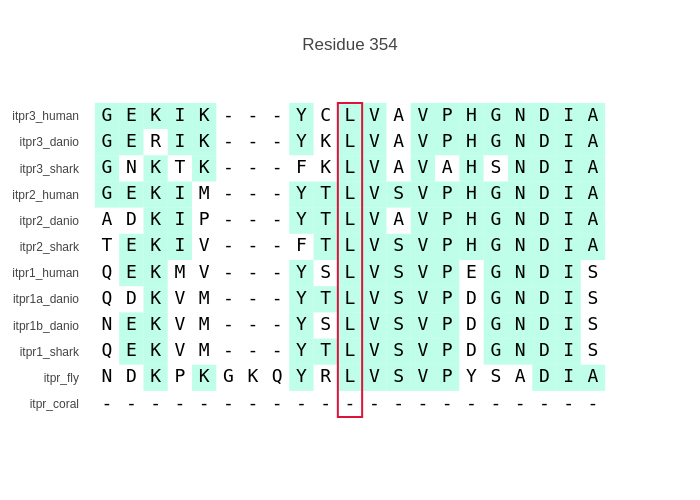 Residue 354
itpr3_human G E K I K - - - Y C L V A V P H G N D I A
itpr3_danio G E R I K - - - Y K L V A V P H G N D I A
itpr3_shark G N K T K - - - F K L V A V A H S N D I A
itpr2_human G E K I M - - - Y T L V S V P H G N D I A
itpr2_danio A D K I P - - - Y T L V A V P H G N D I A
itpr2_shark T E K I V - - - F T L V S V P H G N D I A
itpr1_human Q E K M V - - - Y S L V S V P E G N D I S
itpr1a_danio Q D K V M - - - Y T L V S V P D G N D I S
itpr1b_danio N E K V M - - - Y S L V S V P D G N D I S
itpr1_shark Q E K V M - - - Y T L V S V P D G N D I S
itpr_fly N D K P K G K Q Y R L V S V P Y S A D I A
itpr_coral - - - - - - - - - - - - - - - - - - - - -